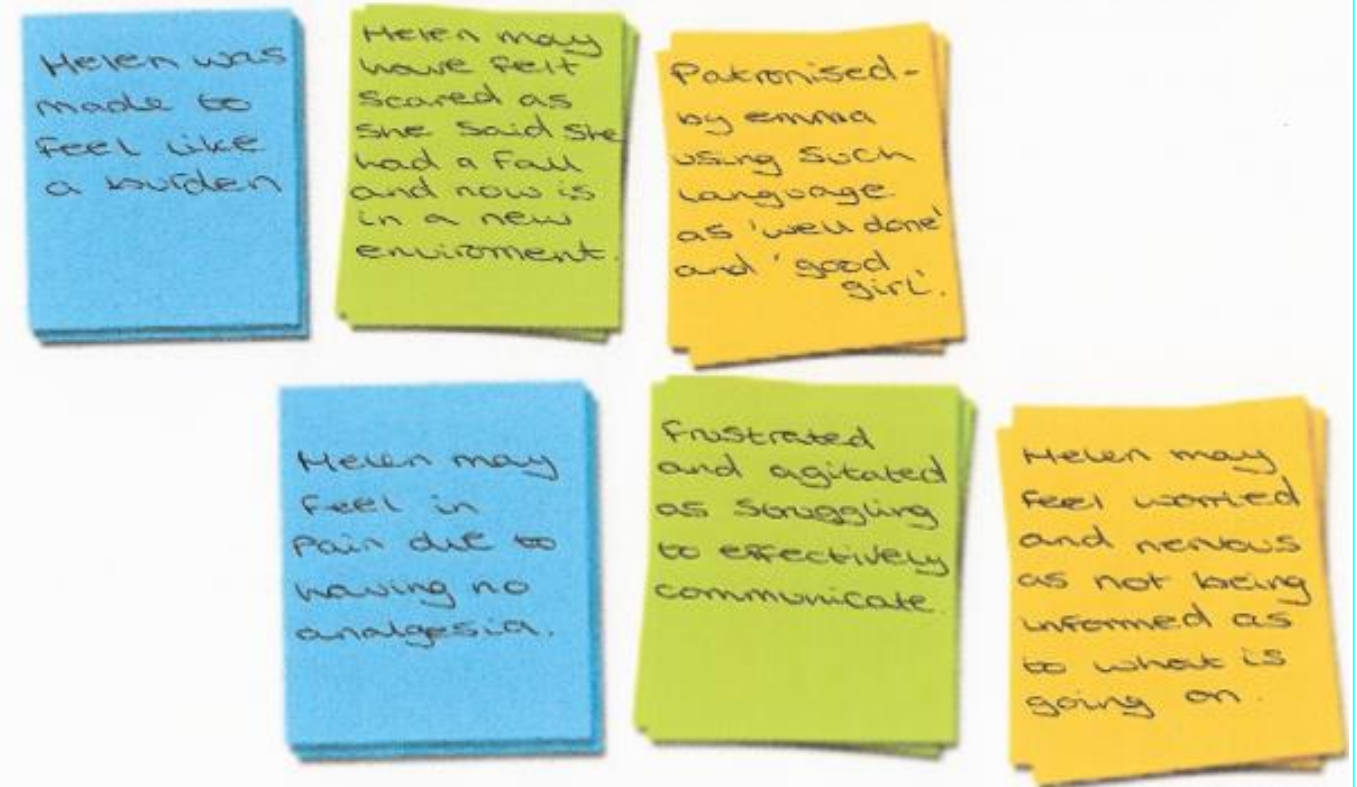 Helen was
made to
feel like
a burden
Helen may
have felt
scared as
she said she
had a fall
and now is
in a new
enviroment.
Patronised-
by emma
using such
language
as 'well done'
and 'good
girl'.
Helen may
feel in
pain due to
having no
analgesia.
frustrated
and agitated
as struggling
to effectively
communicate.
Helen may
feel worried
and nervous
as not being
informed as
to what is
going on.